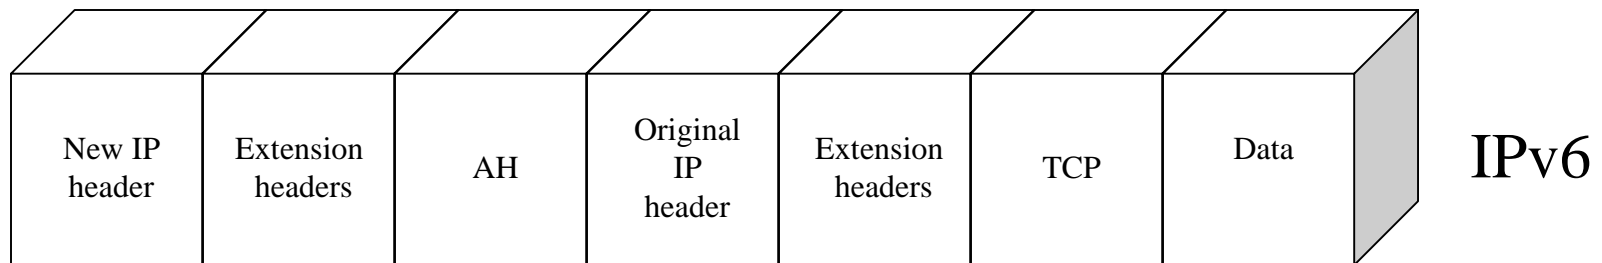 New IP
header
Extension
headers
AH
Original
IP
header
Extension
headers
TCP
Data
IPv6